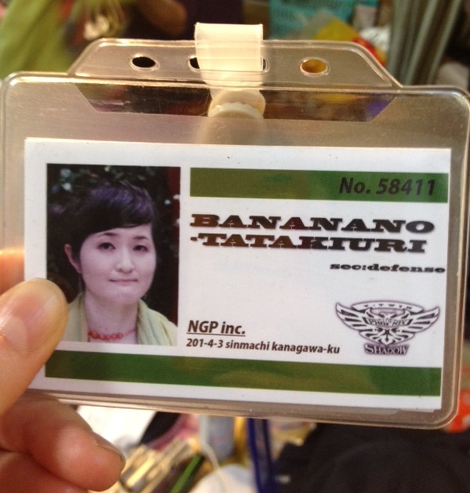 No. 58411
BANANANO
-TATAKIURI
sec:defense
NGP inc.
201-4-3 sinmachi kanagawa-ku
SHADOW